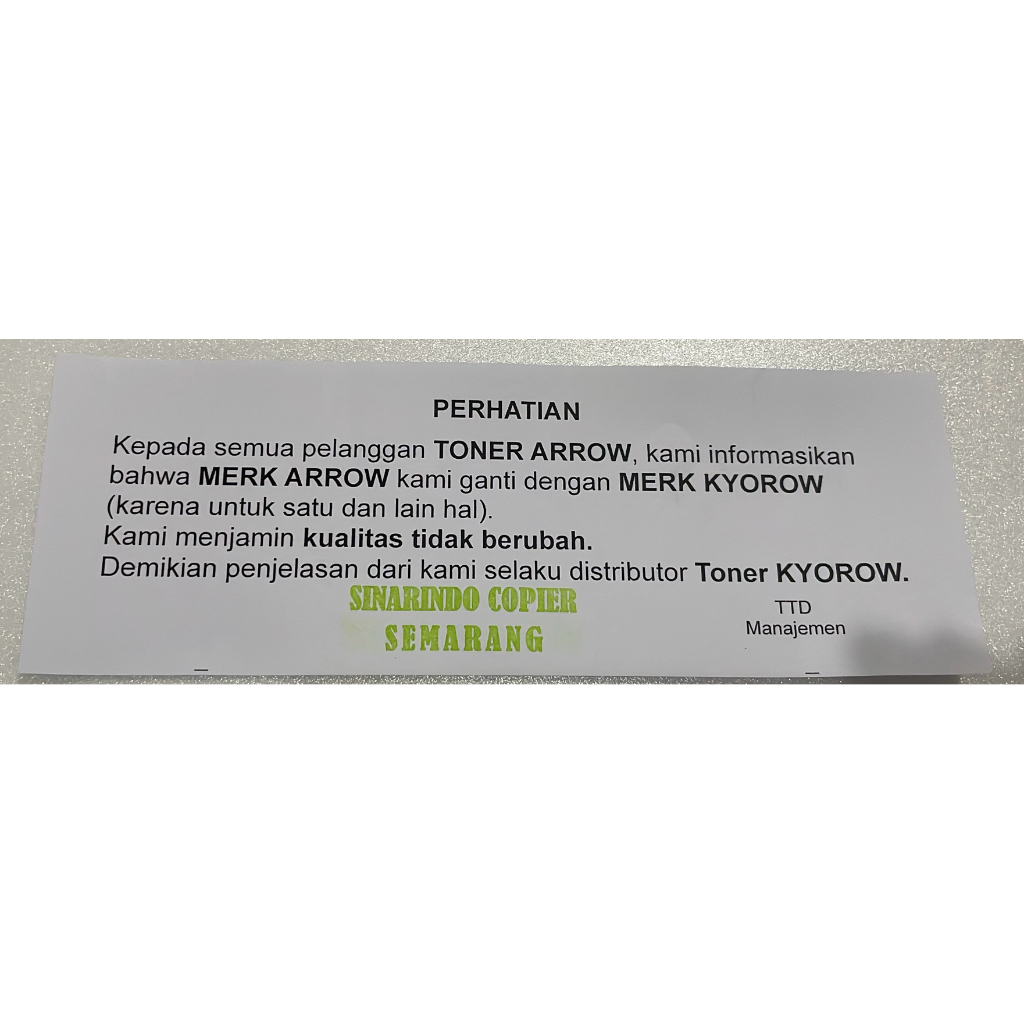 PERHATIAN
Kepada semua pelanggan TONER ARROW, kami informasikan
bahwa MERK ARROW kami ganti dengan MERK KYOROW
(karena untuk satu dan lain hal).
Kami menjamin kualitas tidak berubah.
Demikian penjelasan dari kami selaku distributor Toner KYOROW.
SINARINDO COPIER
SEMARANG
TTD
Manajemen